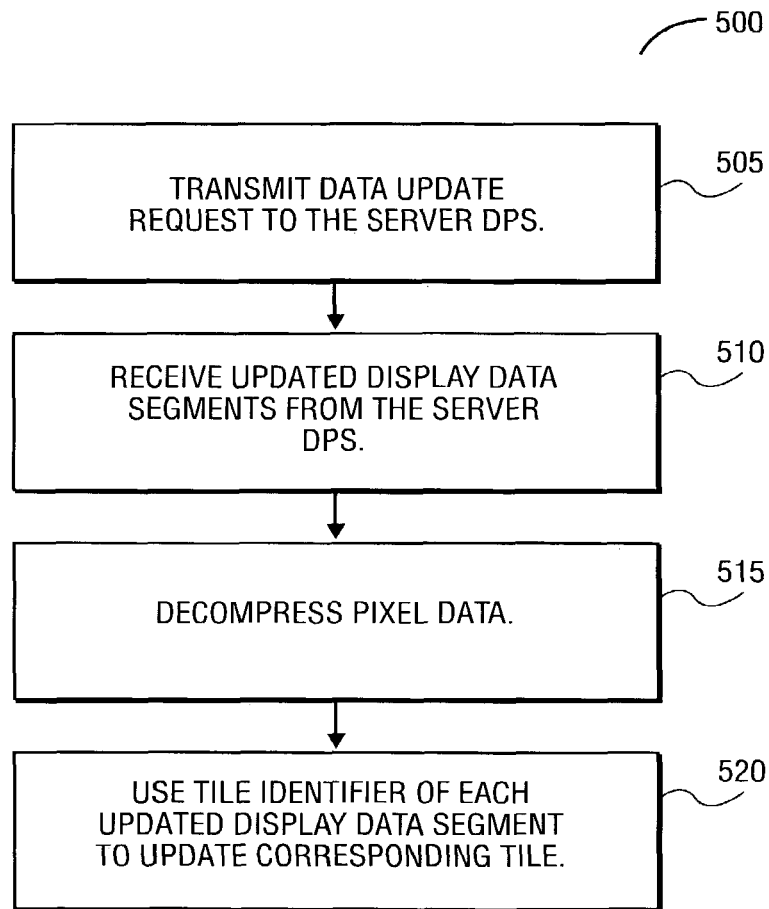 500
505
TRANSMIT DATA UPDATE
REQUEST TO THE SERVER DPS.
510
RECEIVE UPDATED DISPLAY DATA
SEGMENTS FROM THE SERVER
DPS.
515
DECOMPRESS PIXEL DATA.
520
USE TILE IDENTIFIER OF EACH
UPDATED DISPLAY DATA SEGMENT
TO UPDATE CORRESPONDING TILE.